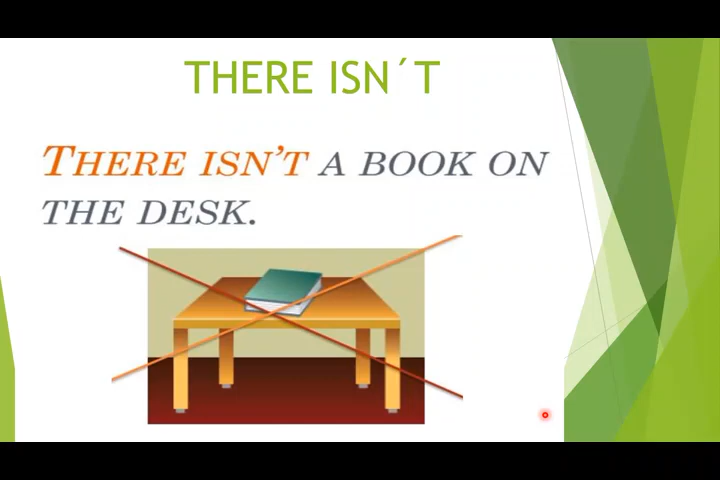 THERE ISN´T
THERE ISN'T A BOOK ON
THE DESK.